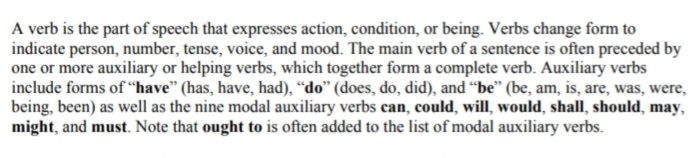 A verb is the part of speech that expresses action, condition, or being. Verbs change form to
indicate person, number, tense, voice, and mood. The main verb of a sentence is often preceded by
one or more auxiliary or helping verbs, which together form a complete verb. Auxiliary verbs
include forms of “have” (has, have, had), “do” (does, do, did), and “be” (be, am, is, are, was, were,
being, been) as well as the nine modal auxiliary verbs can, could, will, would, shall, should, may,
might, and must. Note that ought to is often added to the list of modal auxiliary verbs.